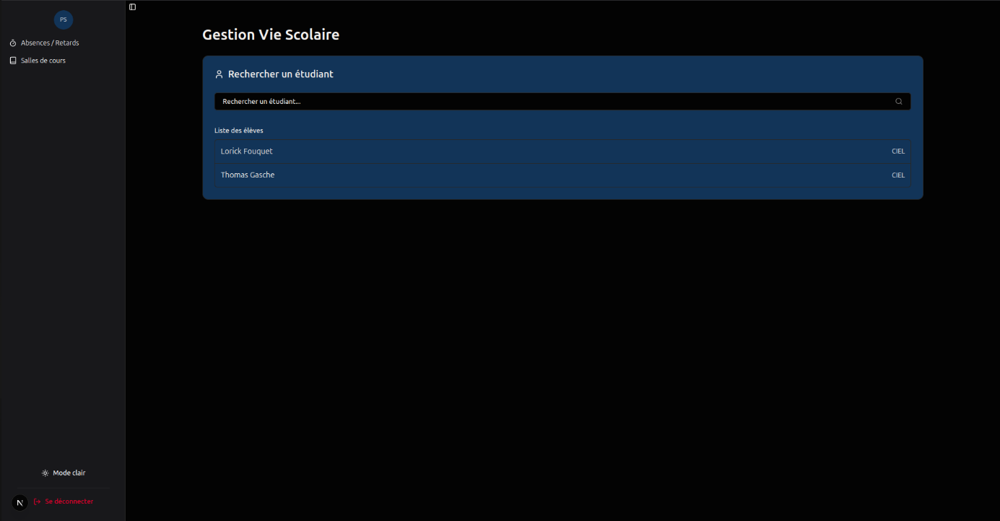 PS
Absences / Retards
Salles de cours
Mode clair
N
Se déconnecter
Gestion Vie Scolaire
Rechercher un étudiant
Rechercher un étudiant...
Liste des élèves
Lorick Fouquet CIEL
Thomas Gasche CIEL